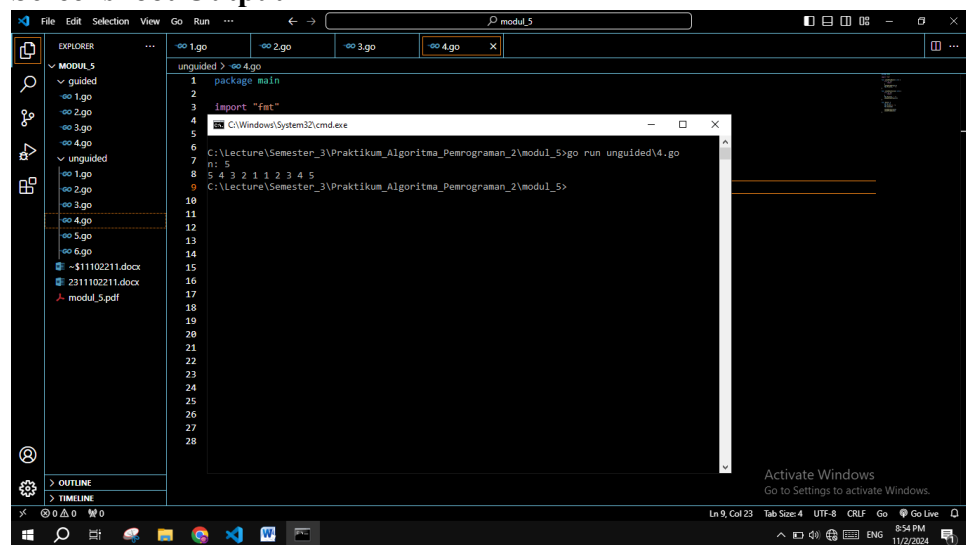 File Edit Selection View Go Run ··· modul_5
EXPLORER ···
1.go 2.go 3.go 4.go
MODUL_5
guided
1.go
2.go
3.go
4.go
unguided
1.go
2.go
3.go
4.go
5.go
6.go
~$11102211.docx
2311102211.docx
modul_5.pdf
OUTLINE
TIMELINE
unguided > 4.go
1 package main
2
3 import "fmt"
4
5
6
7
8
9
10
11
12
13
14
15
16
17
18
19
20
21
22
23
24
25
26
27
28
C:\Windows\System32\cmd.exe
C:\Lecture\Semester_3\Praktikum_Algoritma_Pemrograman_2\modul_5>go run unguided\4.go
n: 5
5 4 3 2 1 1 2 3 4 5
C:\Lecture\Semester_3\Praktikum_Algoritma_Pemrograman_2\modul_5>
Activate Windows
Go to Settings to activate Windows.
0 0 0 Ln 9, Col 23 Tab Size: 4 UTF-8 CRLF Go Go Live
ENG 8:54 PM
11/2/2024